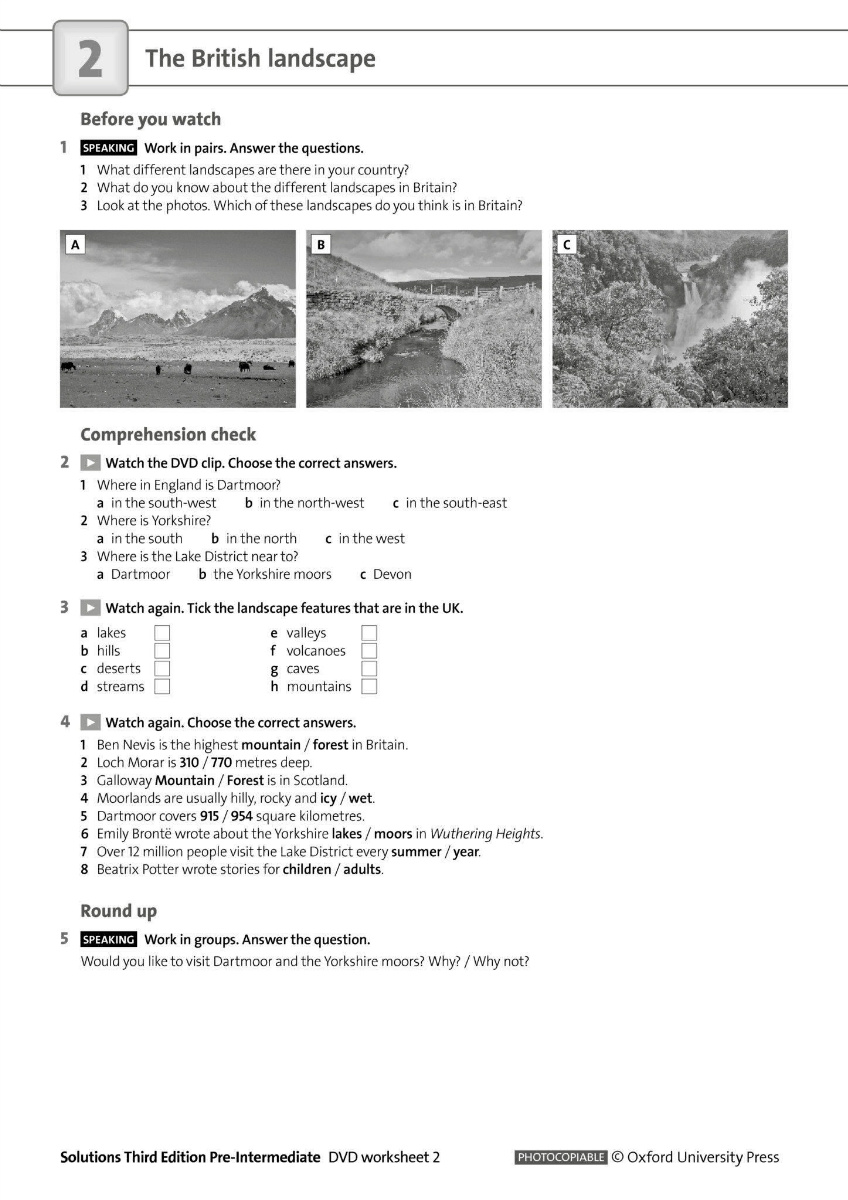 2
The British landscape
Before you watch
1 SPEAKING Work in pairs. Answer the questions.
1 What different landscapes are there in your country?
2 What do you know about the different landscapes in Britain?
3 Look at the photos. Which of these landscapes do you think is in Britain?
A B C
Comprehension check
2 Watch the DVD clip. Choose the correct answers.
1 Where in England is Dartmoor?
a in the south-west b in the north-west c in the south-east
2 Where is Yorkshire?
a in the south b in the north c in the west
3 Where is the Lake District near to?
a Dartmoor b the Yorkshire moors c Devon
3 Watch again. Tick the landscape features that are in the UK.
a lakes e valleys
b hills f volcanoes
c deserts g caves
d streams h mountains
4 Watch again. Choose the correct answers.
1 Ben Nevis is the highest mountain / forest in Britain.
2 Loch Morar is 310 / 770 metres deep.
3 Galloway Mountain / Forest is in Scotland.
4 Moorlands are usually hilly, rocky and icy / wet.
5 Dartmoor covers 915 / 954 square kilometres.
6 Emily Brontë wrote about the Yorkshire lakes / moors in Wuthering Heights.
7 Over 12 million people visit the Lake District every summer / year.
8 Beatrix Potter wrote stories for children / adults.
Round up
5 SPEAKING Work in groups. Answer the question.
Would you like to visit Dartmoor and the Yorkshire moors? Why? / Why not?
Solutions Third Edition Pre-Intermediate DVD worksheet 2 PHOTOCOPIABLE © Oxford University Press